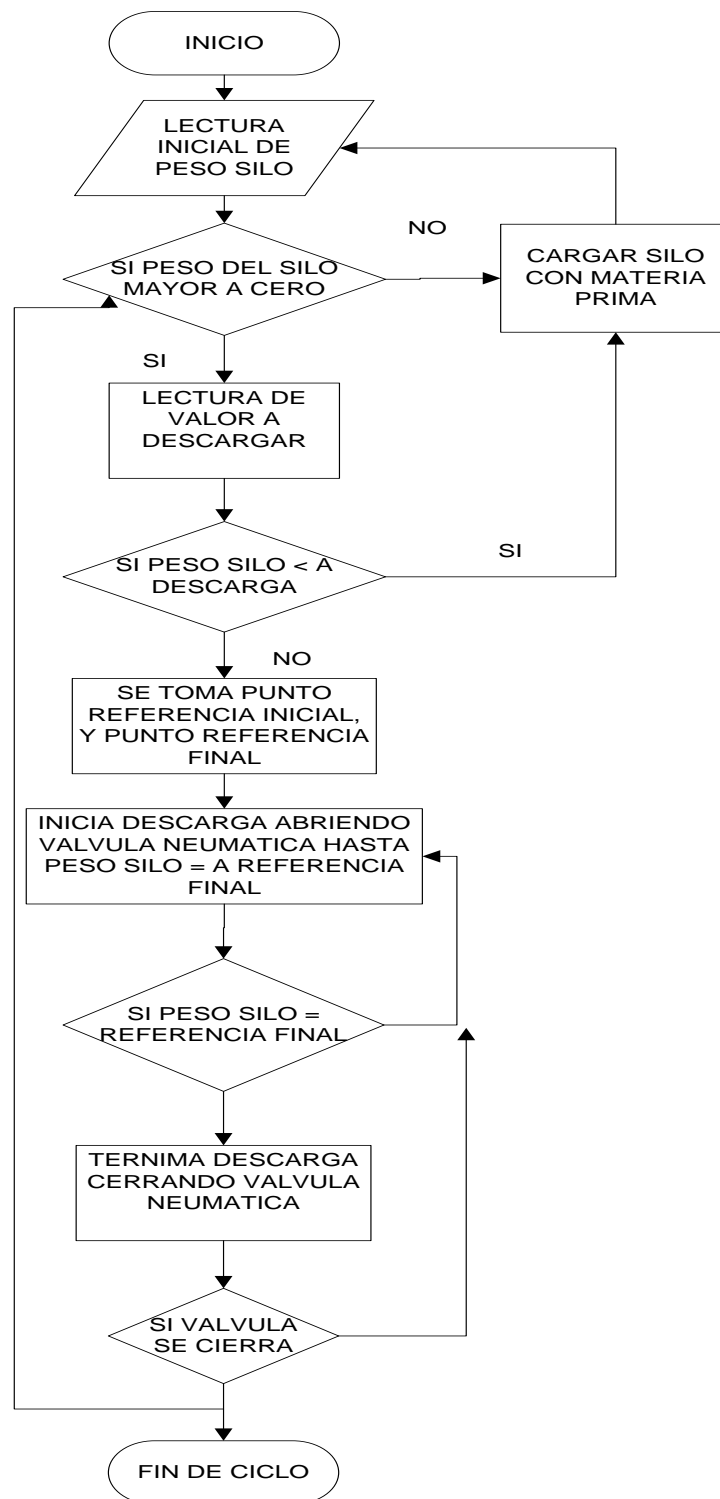 INICIO
LECTURA
INICIAL DE
PESO SILO
NO
SI PESO DEL SILO
MAYOR A CERO
CARGAR SILO
CON MATERIA
PRIMA
SI
LECTURA DE
VALOR A
DESCARGAR
SI PESO SILO < A
DESCARGA
SI
NO
SE TOMA PUNTO
REFERENCIA INICIAL,
Y PUNTO REFERENCIA
FINAL
INICIA DESCARGA ABRIENDO
VALVULA NEUMATICA HASTA
PESO SILO = A REFERENCIA
FINAL
SI PESO SILO =
REFERENCIA FINAL
TERNIMA DESCARGA
CERRANDO VALVULA
NEUMATICA
SI VALVULA
SE CIERRA
FIN DE CICLO